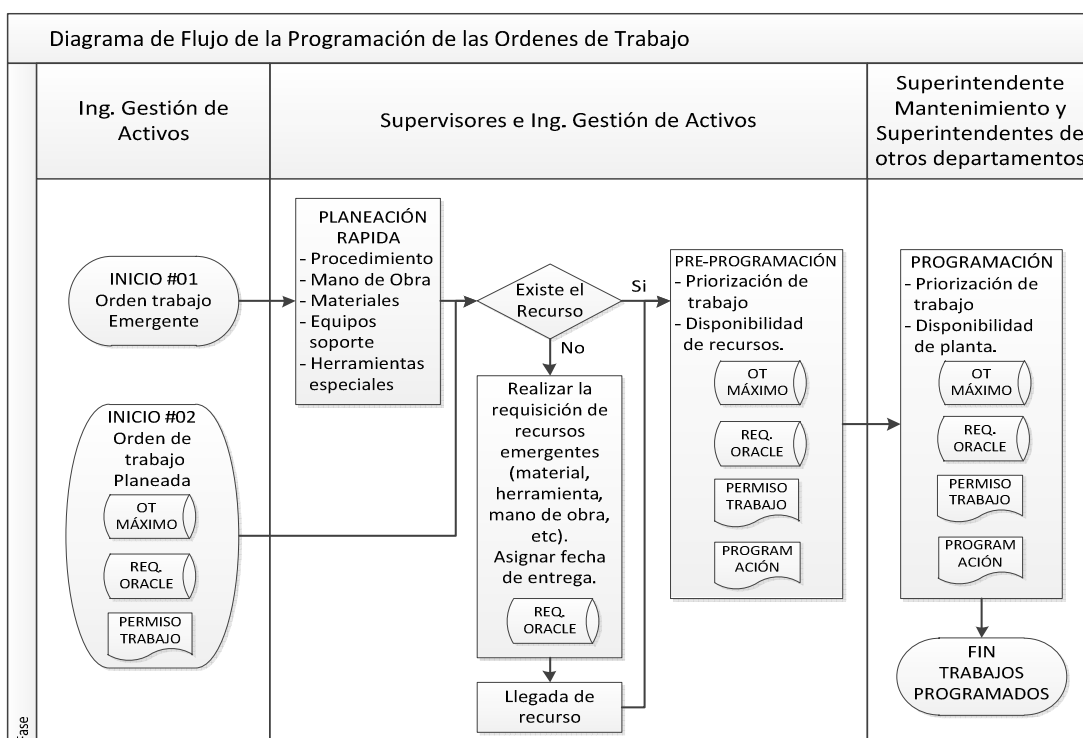 Diagrama de Flujo de la Programación de las Ordenes de Trabajo
Ing. Gestión de
Activos
Supervisores e Ing. Gestión de Activos
Superintendente
Mantenimiento y
Superintendentes de
otros departamentos
INICIO #01
Orden trabajo
Emergente
INICIO #02
Orden de
trabajo
Planeada
OT
MÁXIMO
REQ.
ORACLE
PERMISO
TRABAJO
PLANEACIÓN
RAPIDA
- Procedimiento
- Mano de Obra
- Materiales
- Equipos
soporte
- Herramientas
especiales
Existe el
Recurso
Si
No
Realizar la
requisición de
recursos
emergentes
(material,
herramienta,
mano de obra,
etc).
Asignar fecha
de entrega.
REQ.
ORACLE
Llegada de
recurso
PRE-PROGRAMACIÓN
- Priorización de
trabajo
- Disponibilidad
de recursos.
OT
MÁXIMO
REQ.
ORACLE
PERMISO
TRABAJO
PROGRAM
ACIÓN
PROGRAMACIÓN
- Priorización de
trabajo
- Disponibilidad
de planta.
OT
MÁXIMO
REQ.
ORACLE
PERMISO
TRABAJO
PROGRAM
ACIÓN
FIN
TRABAJOS
PROGRAMADOS
Fase